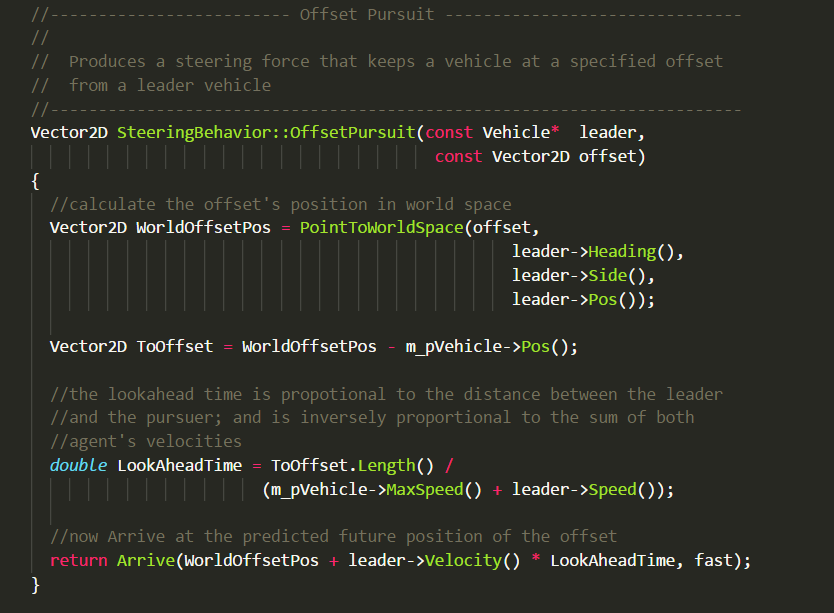 //------------------------- Offset Pursuit -------------------------------
//
//  Produces a steering force that keeps a vehicle at a specified offset
//  from a leader vehicle
//------------------------------------------------------------------------
Vector2D SteeringBehavior::OffsetPursuit(const Vehicle*  leader,
                                          const Vector2D offset)
{
  //calculate the offset's position in world space
  Vector2D WorldOffsetPos = PointToWorldSpace(offset,
                                                  leader->Heading(),
                                                  leader->Side(),
                                                  leader->Pos());

  Vector2D ToOffset = WorldOffsetPos - m_pVehicle->Pos();

  //the lookahead time is propotional to the distance between the leader
  //and the pursuer; and is inversely proportional to the sum of both
  //agent's velocities
  double LookAheadTime = ToOffset.Length() /
                        (m_pVehicle->MaxSpeed() + leader->Speed());

  //now Arrive at the predicted future position of the offset
  return Arrive(WorldOffsetPos + leader->Velocity() * LookAheadTime, fast);
}